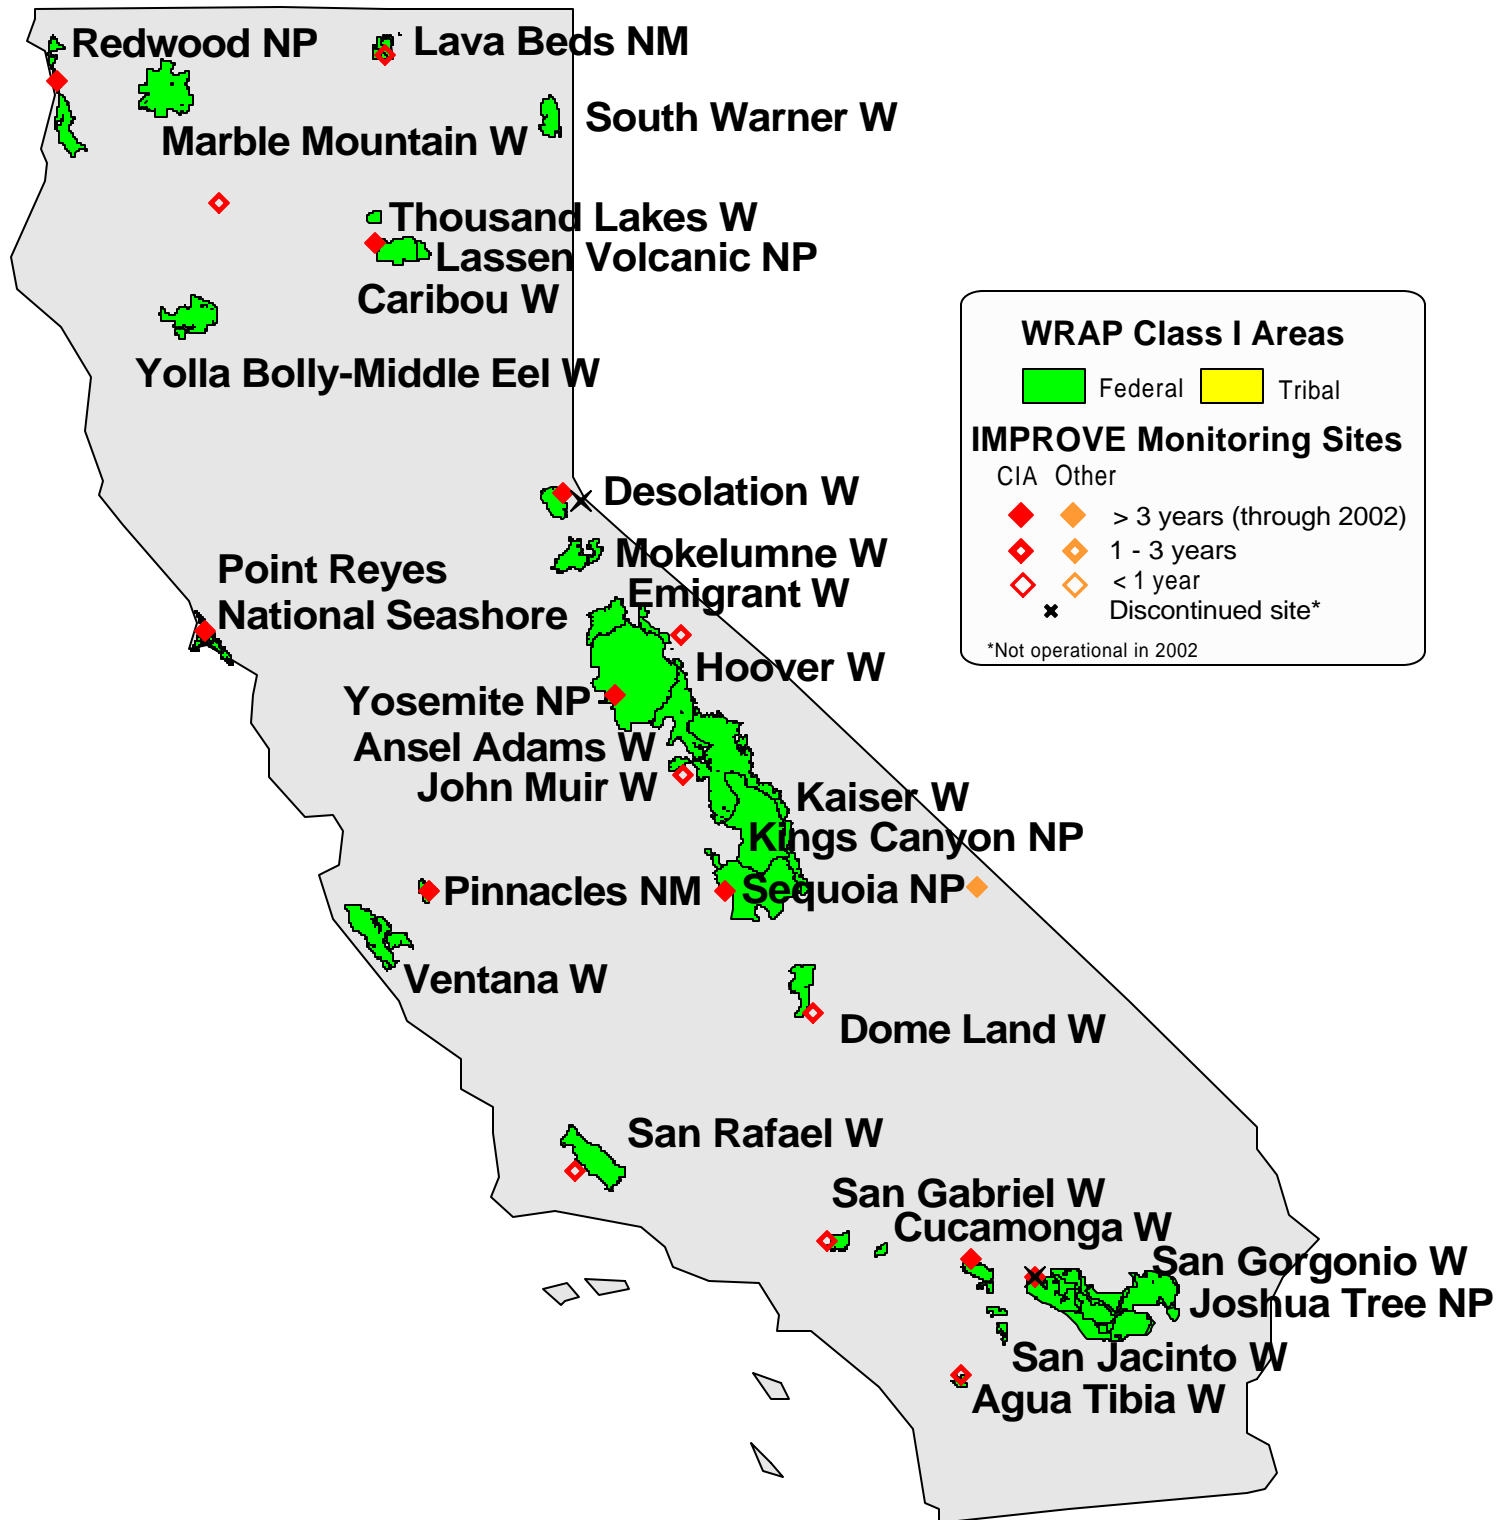 Redwood NP
Lava Beds NM
South Warner W
Marble Mountain W
Thousand Lakes W
Lassen Volcanic NP
Caribou W
Yolla Bolly-Middle Eel W
WRAP Class I Areas
Federal
Tribal
IMPROVE Monitoring Sites
CIA Other
> 3 years (through 2002)
1 - 3 years
< 1 year
Discontinued site*
*Not operational in 2002
Desolation W
Mokelumne W
Emigrant W
Point Reyes
National Seashore
Hoover W
Yosemite NP
Ansel Adams W
John Muir W
Kaiser W
Kings Canyon NP
Sequoia NP
Pinnacles NM
Ventana W
Dome Land W
San Rafael W
San Gabriel W
Cucamonga W
San Gorgonio W
Joshua Tree NP
San Jacinto W
Agua Tibia W